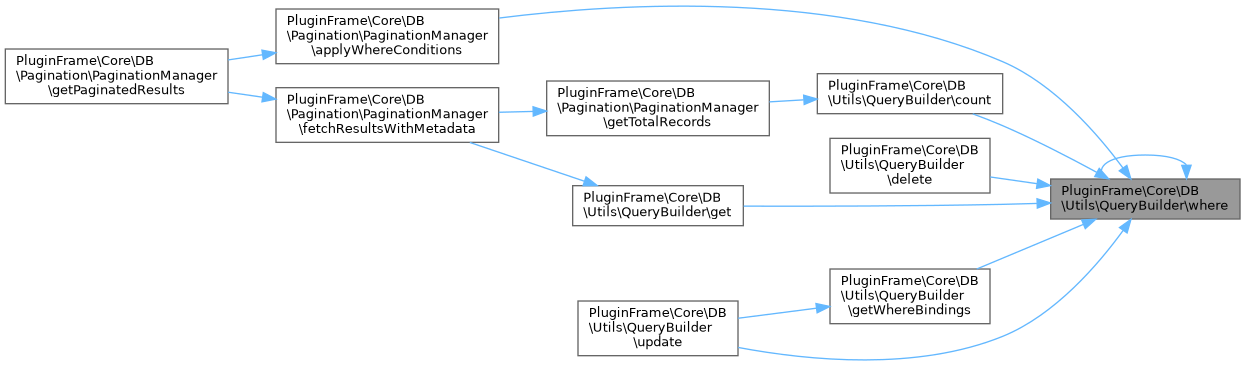 PluginFrame\Core\DB
\Pagination\PaginationManager
\getPaginatedResults
PluginFrame\Core\DB
\Pagination\PaginationManager
\applyWhereConditions
PluginFrame\Core\DB
\Pagination\PaginationManager
\fetchResultsWithMetadata
PluginFrame\Core\DB
\Pagination\PaginationManager
\getTotalRecords
PluginFrame\Core\DB
\Utils\QueryBuilder\get
PluginFrame\Core\DB
\Utils\QueryBuilder
\update
PluginFrame\Core\DB
\Utils\QueryBuilder\count
PluginFrame\Core\DB
\Utils\QueryBuilder
\delete
PluginFrame\Core\DB
\Utils\QueryBuilder
\getWhereBindings
PluginFrame\Core\DB
\Utils\QueryBuilder\where